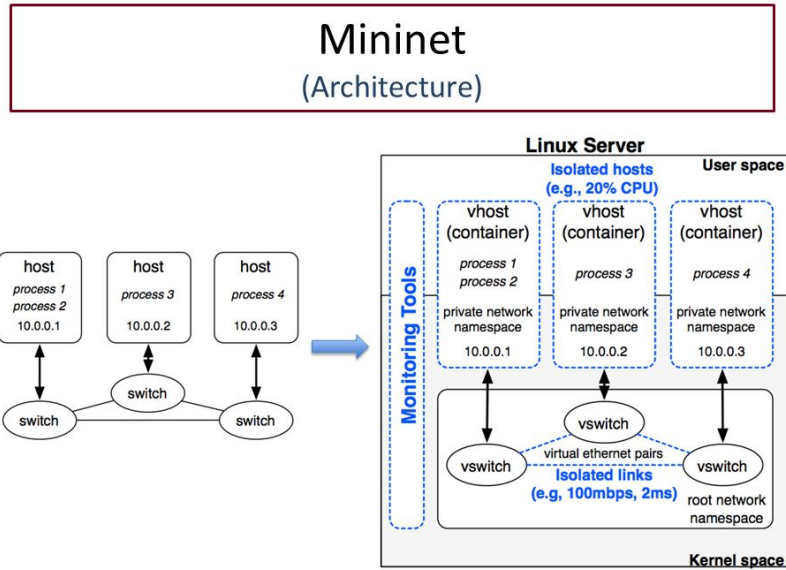 Mininet
(Architecture)
host
process 1
process 2
10.0.0.1
host
process 3
10.0.0.2
host
process 4
10.0.0.3
switch
switch
switch
Linux Server
User space
Isolated hosts
(e.g., 20% CPU)
Monitoring Tools
vhost
(container)
process 1
process 2
private network
namespace
10.0.0.1
vhost
(container)
process 3
private network
namespace
10.0.0.2
vhost
(container)
process 4
private network
namespace
10.0.0.3
vswitch
virtual ethernet pairs
vswitch
vswitch
Isolated links
(e.g, 100mbps, 2ms)
root network
namespace
Kernel space